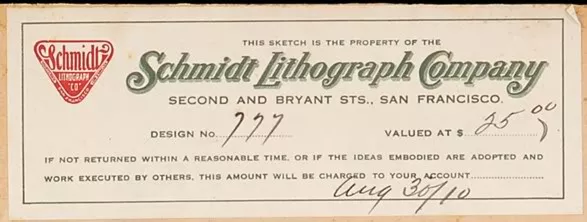 THIS SKETCH IS THE PROPERTY OF THE
Schmidt
LITHOGRAPH
"CO"
Schmidt Lithograph Company
SECOND AND BRYANT STS., SAN FRANCISCO.
DESIGN No. 777 VALUED AT $ 25.00
IF NOT RETURNED WITHIN A REASONABLE TIME, OR IF THE IDEAS EMBODIED ARE ADOPTED AND
WORK EXECUTED BY OTHERS, THIS AMOUNT WILL BE CHARGED TO YOUR ACCOUNT
Aug 30/10